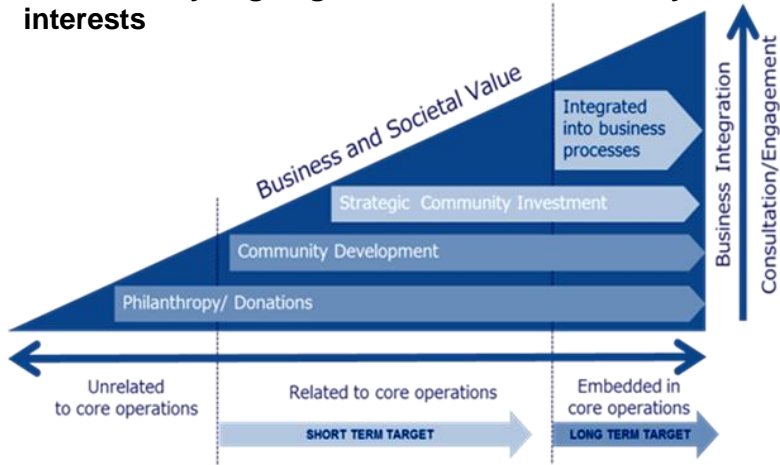 interests
Business and Societal Value
Integrated
into business
processes
Strategic Community Investment
Community Development
Philanthropy/ Donations
Business Integration
Consultation/Engagement
Unrelated
to core operations
Related to core operations
Embedded in
core operations
SHORT TERM TARGET
LONG TERM TARGET